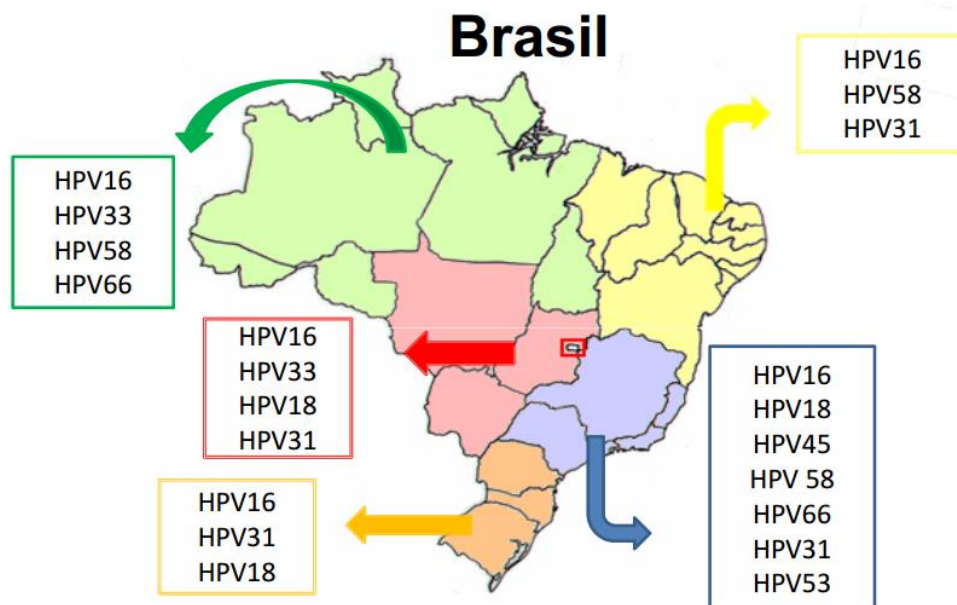 Brasil
HPV16
HPV58
HPV31
HPV16
HPV33
HPV58
HPV66
HPV16
HPV33
HPV18
HPV31
HPV16
HPV18
HPV45
HPV 58
HPV66
HPV31
HPV53
HPV16
HPV31
HPV18